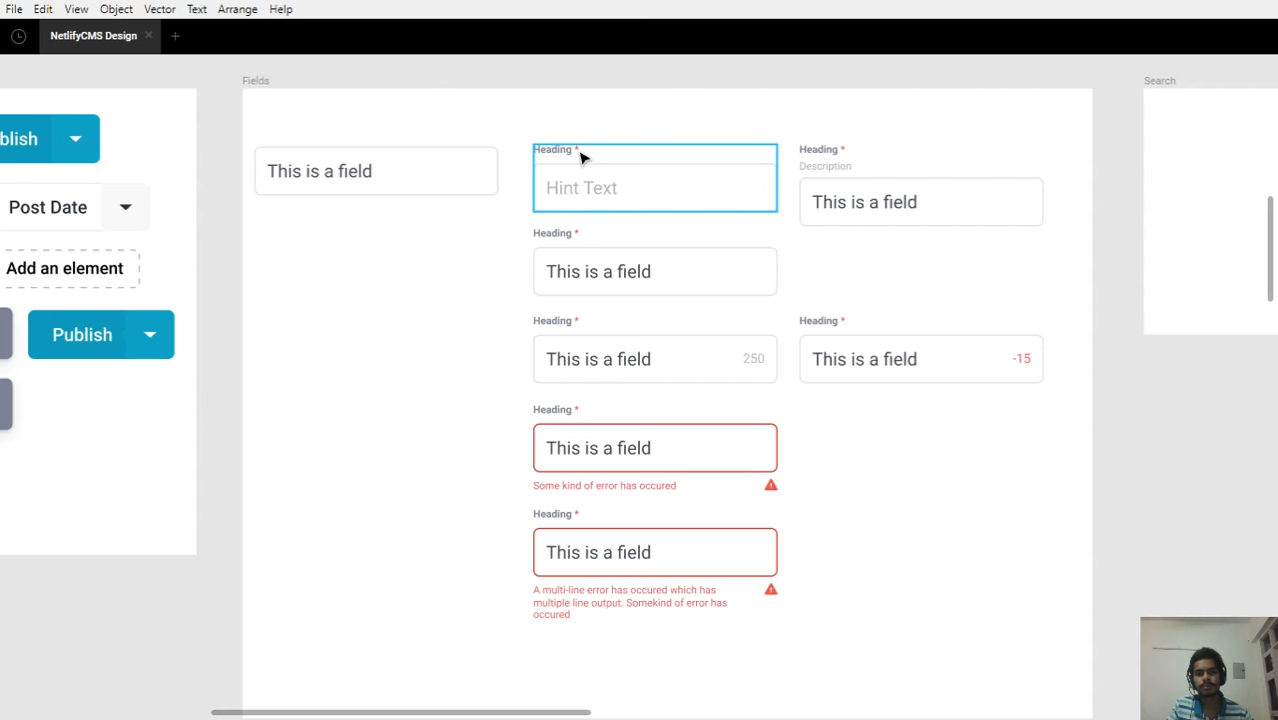 File Edit View Object Vector Text Arrange Help
NetlifyCMS Design
Fields
Search
blish
Post Date
Add an element
Publish
This is a field
Heading *
Hint Text
Heading *
Description
This is a field
Heading *
This is a field
Heading *
This is a field
250
Heading *
This is a field
-15
Heading *
This is a field
Some kind of error has occured
Heading *
This is a field
A multi-line error has occured which has
multiple line output. Somekind of error has
occured